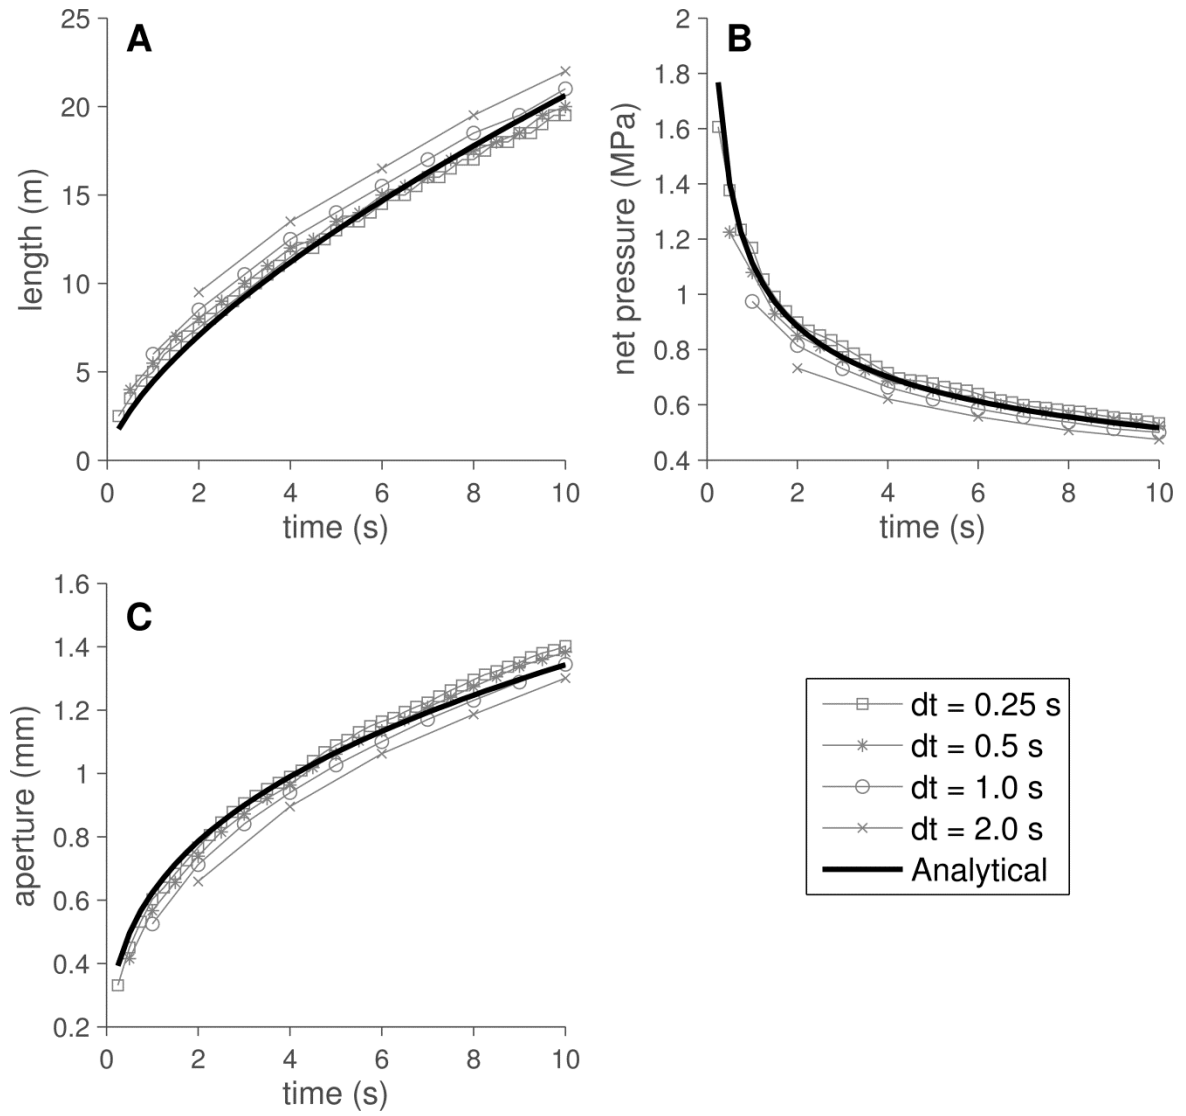 A
25
20
15
10
5
0
length (m)
0 2 4 6 8 10
time (s)
B
2
1.8
1.6
1.4
1.2
1
0.8
0.6
0.4
net pressure (MPa)
0 2 4 6 8 10
time (s)
C
1.6
1.4
1.2
1
0.8
0.6
0.4
0.2
aperture (mm)
0 2 4 6 8 10
time (s)
dt = 0.25 s
dt = 0.5 s
dt = 1.0 s
dt = 2.0 s
Analytical